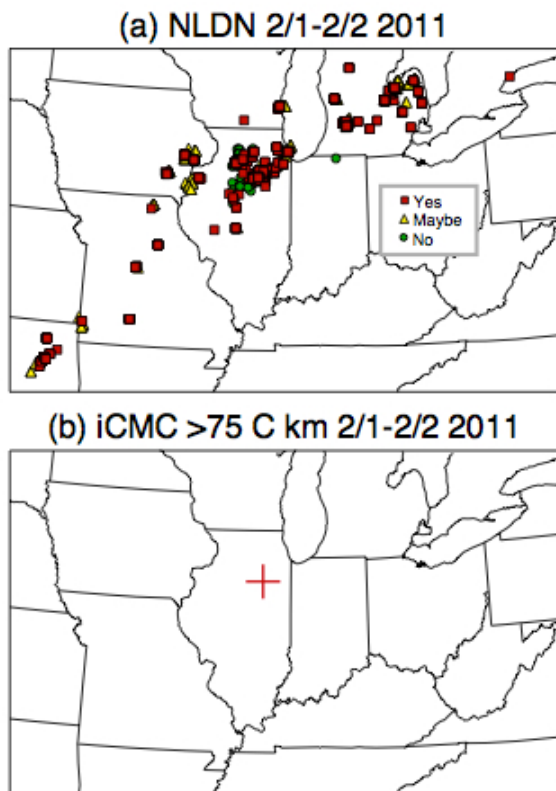 (a) NLDN 2/1-2/2 2011
Yes
Maybe
No
(b) iCMC >75 C km 2/1-2/2 2011